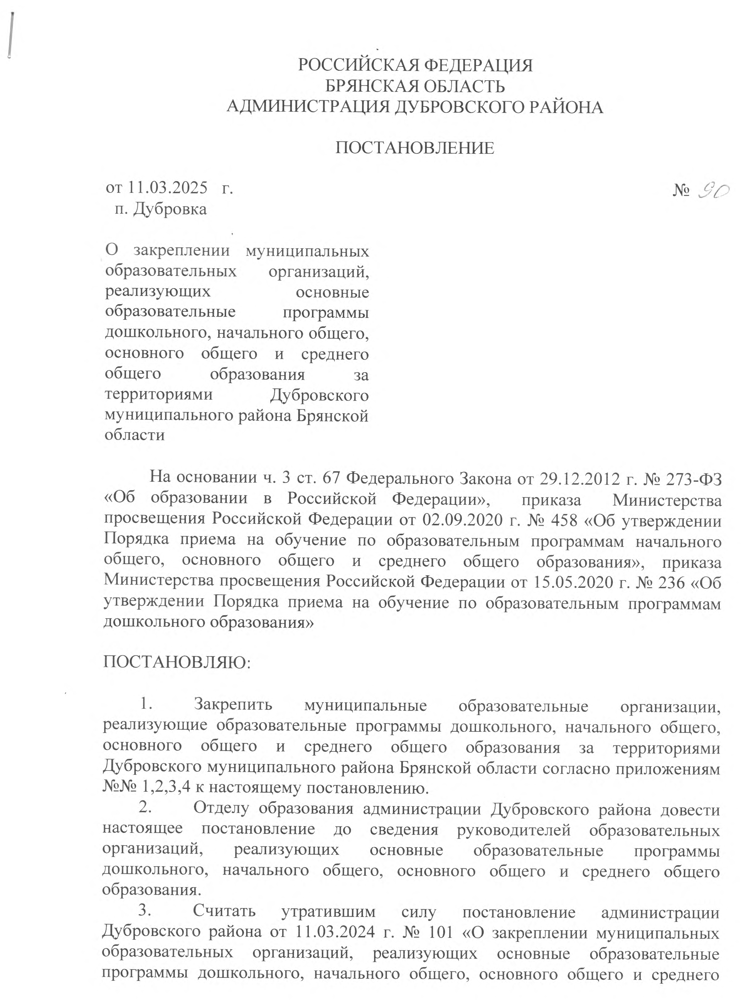 РОССИЙСКАЯ ФЕДЕРАЦИЯ
БРЯНСКАЯ ОБЛАСТЬ
АДМИНИСТРАЦИЯ ДУБРОВСКОГО РАЙОНА
ПОСТАНОВЛЕНИЕ
от 11.03.2025 г. № 90
п. Дубровка
О закреплении муниципальных
образовательных организаций,
реализующих основные
образовательные программы
дошкольного, начального общего,
основного общего и среднего
общего образования за
территориями Дубровского
муниципального района Брянской
области
На основании ч. 3 ст. 67 Федерального Закона от 29.12.2012 г. № 273-ФЗ
«Об образовании в Российской Федерации», приказа Министерства
просвещения Российской Федерации от 02.09.2020 г. № 458 «Об утверждении
Порядка приема на обучение по образовательным программам начального
общего, основного общего и среднего общего образования», приказа
Министерства просвещения Российской Федерации от 15.05.2020 г. № 236 «Об
утверждении Порядка приема на обучение по образовательным программам
дошкольного образования»
ПОСТАНОВЛЯЮ:
1. Закрепить муниципальные образовательные организации,
реализующие образовательные программы дошкольного, начального общего,
основного общего и среднего общего образования за территориями
Дубровского муниципального района Брянской области согласно приложениям
№№ 1,2,3,4 к настоящему постановлению.
2. Отделу образования администрации Дубровского района довести
настоящее постановление до сведения руководителей образовательных
организаций, реализующих основные образовательные программы
дошкольного, начального общего, основного общего и среднего общего
образования.
3. Считать утратившим силу постановление администрации
Дубровского района от 11.03.2024 г. № 101 «О закреплении муниципальных
образовательных организаций, реализующих основные образовательные
программы дошкольного, начального общего, основного общего и среднего